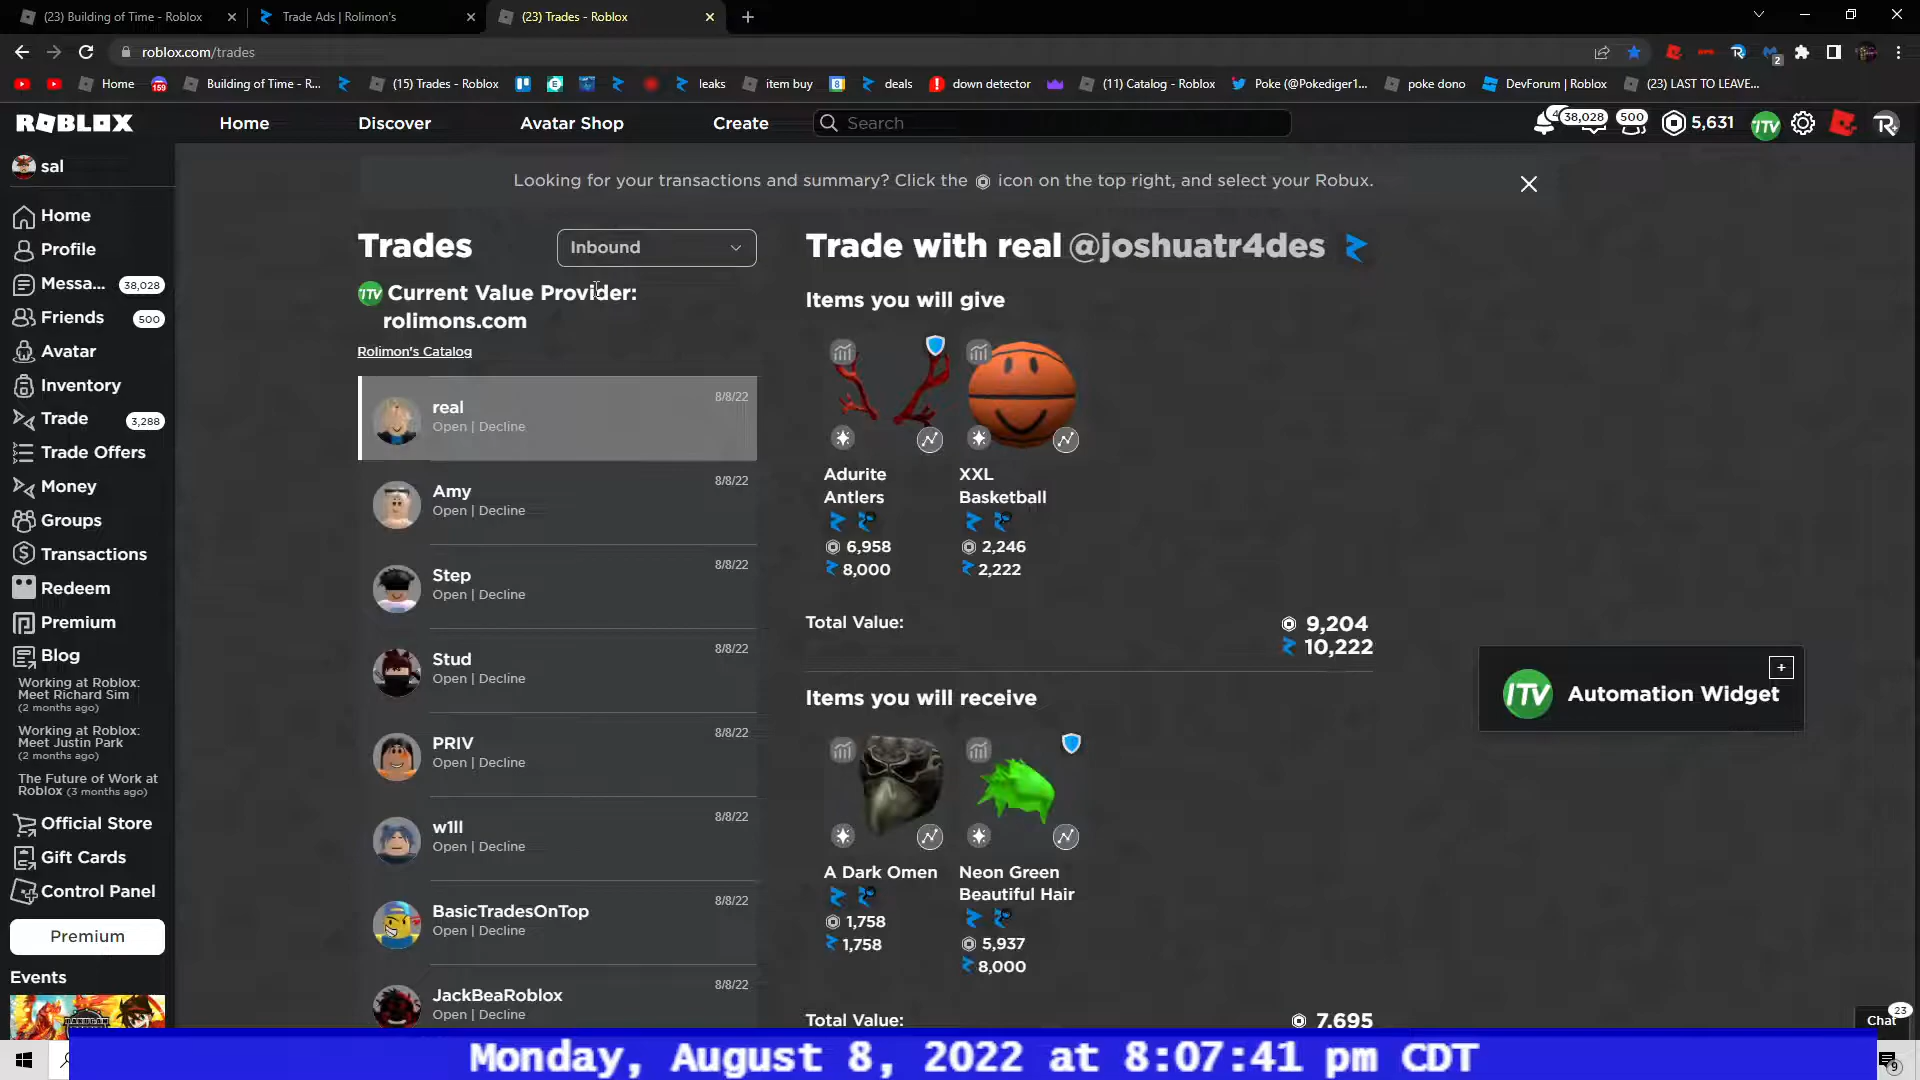 (23) Building of Time - Roblox
Trade Ads | Rolimon's
(23) Trades - Roblox
roblox.com/trades
2
Home
159
Building of Time - R...
(15) Trades - Roblox
leaks
item buy
8
deals
down detector
(11) Catalog - Roblox
Poke (@Pokediger1...
poke dono
DevForum | Roblox
(23) LAST TO LEAVE...
ROBLOX
Home
Discover
Avatar Shop
Create
Search
38,028
500
5,631
ITV
sal
Home
Profile
Messa... 38,028
Friends 500
Avatar
Inventory
Trade 3,288
Trade Offers
Money
Groups
Transactions
Redeem
Premium
Blog
Working at Roblox:
Meet Richard Sim
(2 months ago)
Working at Roblox:
Meet Justin Park
(2 months ago)
The Future of Work at
Roblox (3 months ago)
Official Store
Gift Cards
Control Panel
Premium
Events
Looking for your transactions and summary? Click the icon on the top right, and select your Robux.
Trades
Inbound
ITV Current Value Provider:
rolimons.com
Rolimon's Catalog
real
8/8/22
Open | Decline
Amy
8/8/22
Open | Decline
Step
8/8/22
Open | Decline
Stud
8/8/22
Open | Decline
PRIV
8/8/22
Open | Decline
w1ll
8/8/22
Open | Decline
BasicTradesOnTop
8/8/22
Open | Decline
JackBeaRoblox
8/8/22
Open | Decline
Trade with real @joshuatr4des
Items you will give
Adurite
Antlers
6,958
8,000
XXL
Basketball
2,246
2,222
Total Value:
9,204
10,222
Items you will receive
A Dark Omen
1,758
1,758
Neon Green
Beautiful Hair
5,937
8,000
Total Value:
7,695
ITV Automation Widget
+
Chat
23
Monday, August 8, 2022 at 8:07:41 pm CDT
9